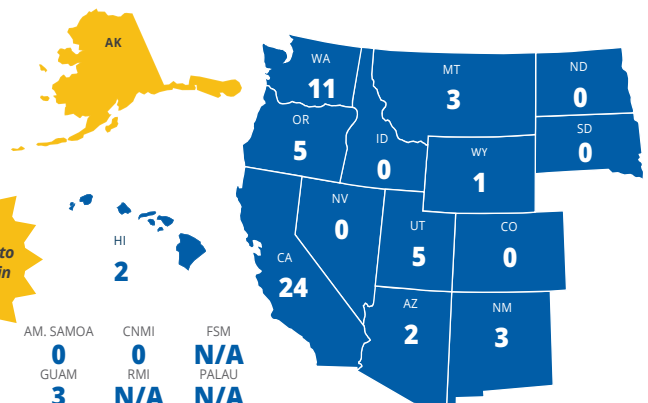 AK
WA
11
MT
3
ND
0
OR
5
ID
0
SD
0
WY
1
NV
0
UT
5
CO
0
HI
2
CA
24
AZ
2
NM
3
to
in
AM. SAMOA CNMI FSM
0 0 N/A
GUAM RMI PALAU
3 N/A N/A